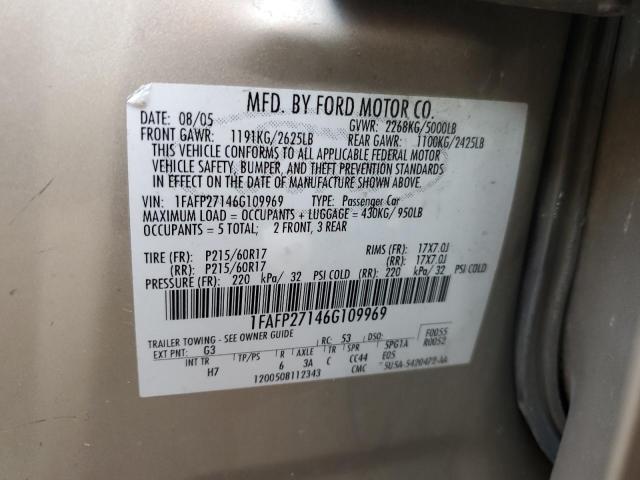 MFD. BY FORD MOTOR CO.
DATE: 08/05 GVWR: 2268KG/5000LB
FRONT GAWR: 1191KG/2625LB REAR GAWR: 1100KG/2425LB
THIS VEHICLE CONFORMS TO ALL APPLICABLE FEDERAL MOTOR
VEHICLE SAFETY, BUMPER, AND THEFT PREVENTION STANDARDS
IN EFFECT ON THE DATE OF MANUFACTURE SHOWN ABOVE.
VIN: 1FAFP27146G109969 TYPE: Passenger Car
MAXIMUM LOAD = OCCUPANTS + LUGGAGE = 430KG/ 950LB
OCCUPANTS = 5 TOTAL; 2 FRONT, 3 REAR
TIRE (FR): P215/60R17 RIMS (FR): 17X7.0J
(RR): P215/60R17 (RR): 17X7.0J
PRESSURE (FR): 220 kPa/ 32 PSI COLD (RR): 220 kPa/ 32 PSI COLD
1FAFP27146G109969
TRAILER TOWING - SEE OWNER GUIDE RC: 53 DSO: F0055
EXT PNT: G3 R0052
INT TR TP/PS R AXLE TR SPR 5PG1A
H7 6 3A C CC44 E05
1200508112343 CMC 5U5A-5420472-AA